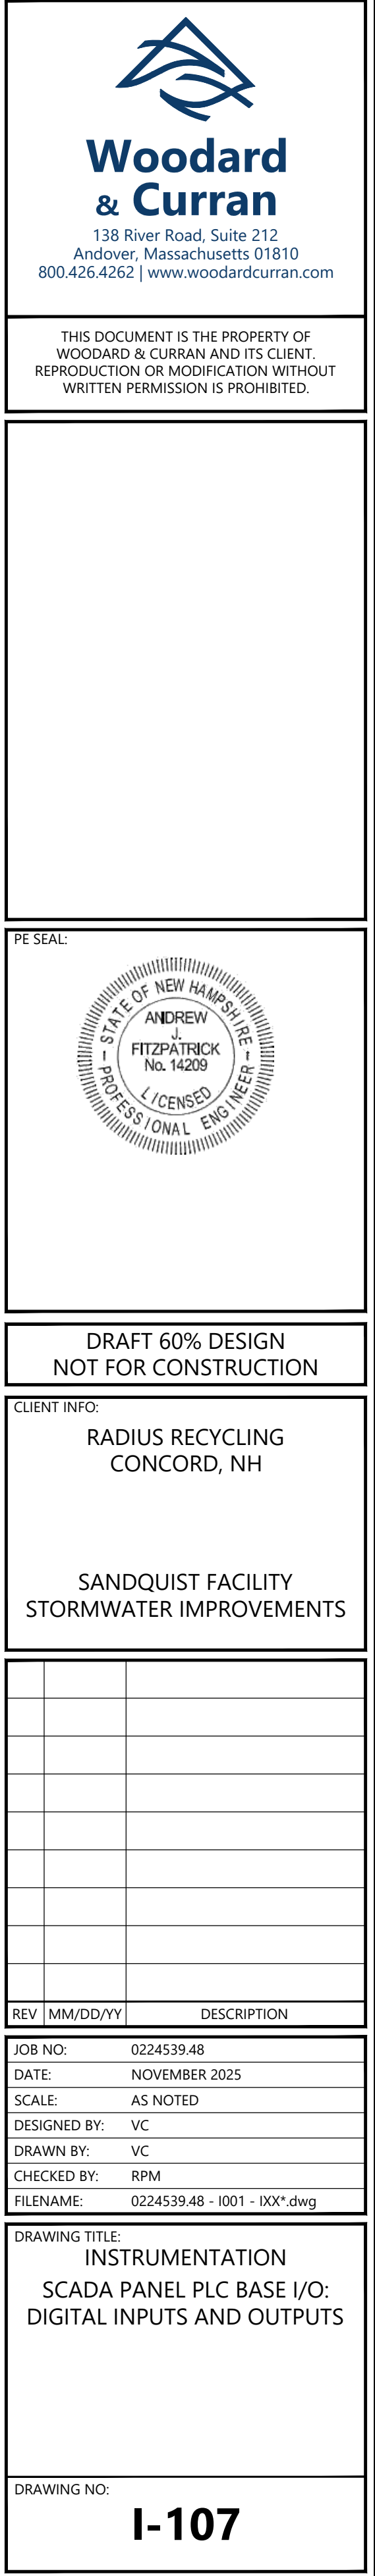 Woodard
& Curran
138 River Road, Suite 212
Andover, Massachusetts 01810
800.426.4262 | www.woodardcurran.com
THIS DOCUMENT IS THE PROPERTY OF
WOODARD & CURRAN AND ITS CLIENT.
REPRODUCTION OR MODIFICATION WITHOUT
WRITTEN PERMISSION IS PROHIBITED.
PE SEAL:
STATE OF NEW HAMPSHIRE
ANDREW
J.
FITZPATRICK
No. 14209
LICENSED
PROFESSIONAL ENGINEER
DRAFT 60% DESIGN
NOT FOR CONSTRUCTION
CLIENT INFO:
RADIUS RECYCLING
CONCORD, NH
SANDQUIST FACILITY
STORMWATER IMPROVEMENTS
REV MM/DD/YY DESCRIPTION
JOB NO: 0224539.48
DATE: NOVEMBER 2025
SCALE: AS NOTED
DESIGNED BY: VC
DRAWN BY: VC
CHECKED BY: RPM
FILENAME: 0224539.48 - I001 - IXX*.dwg
DRAWING TITLE:
INSTRUMENTATION
SCADA PANEL PLC BASE I/O:
DIGITAL INPUTS AND OUTPUTS
DRAWING NO:
I-107